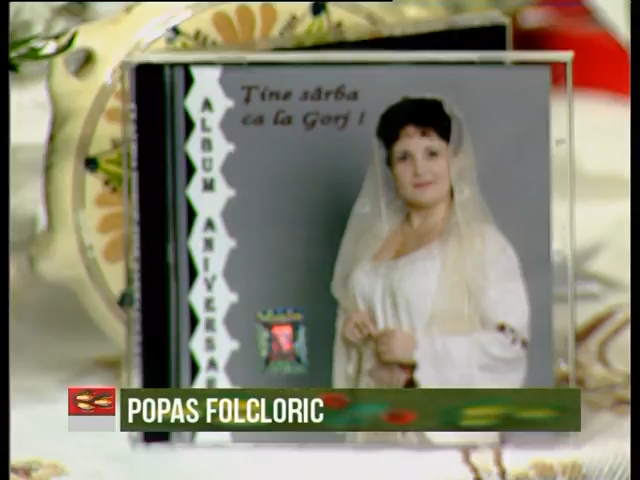 Ține sârba
ca la Gorj !
ALBUM ANIVERSAR
POPAS FOLCLORIC